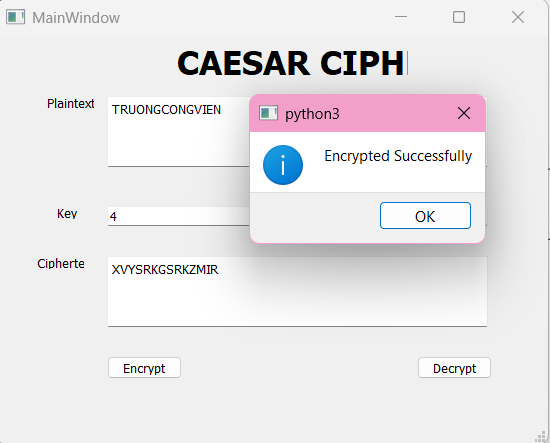 MainWindow
CAESAR CIPH
Plaintext
TRUONGCONGVIEN
python3
Encrypted Successfully
OK
Key
4
Cipherte
XVYSRKGSRKZMIR
Encrypt
Decrypt